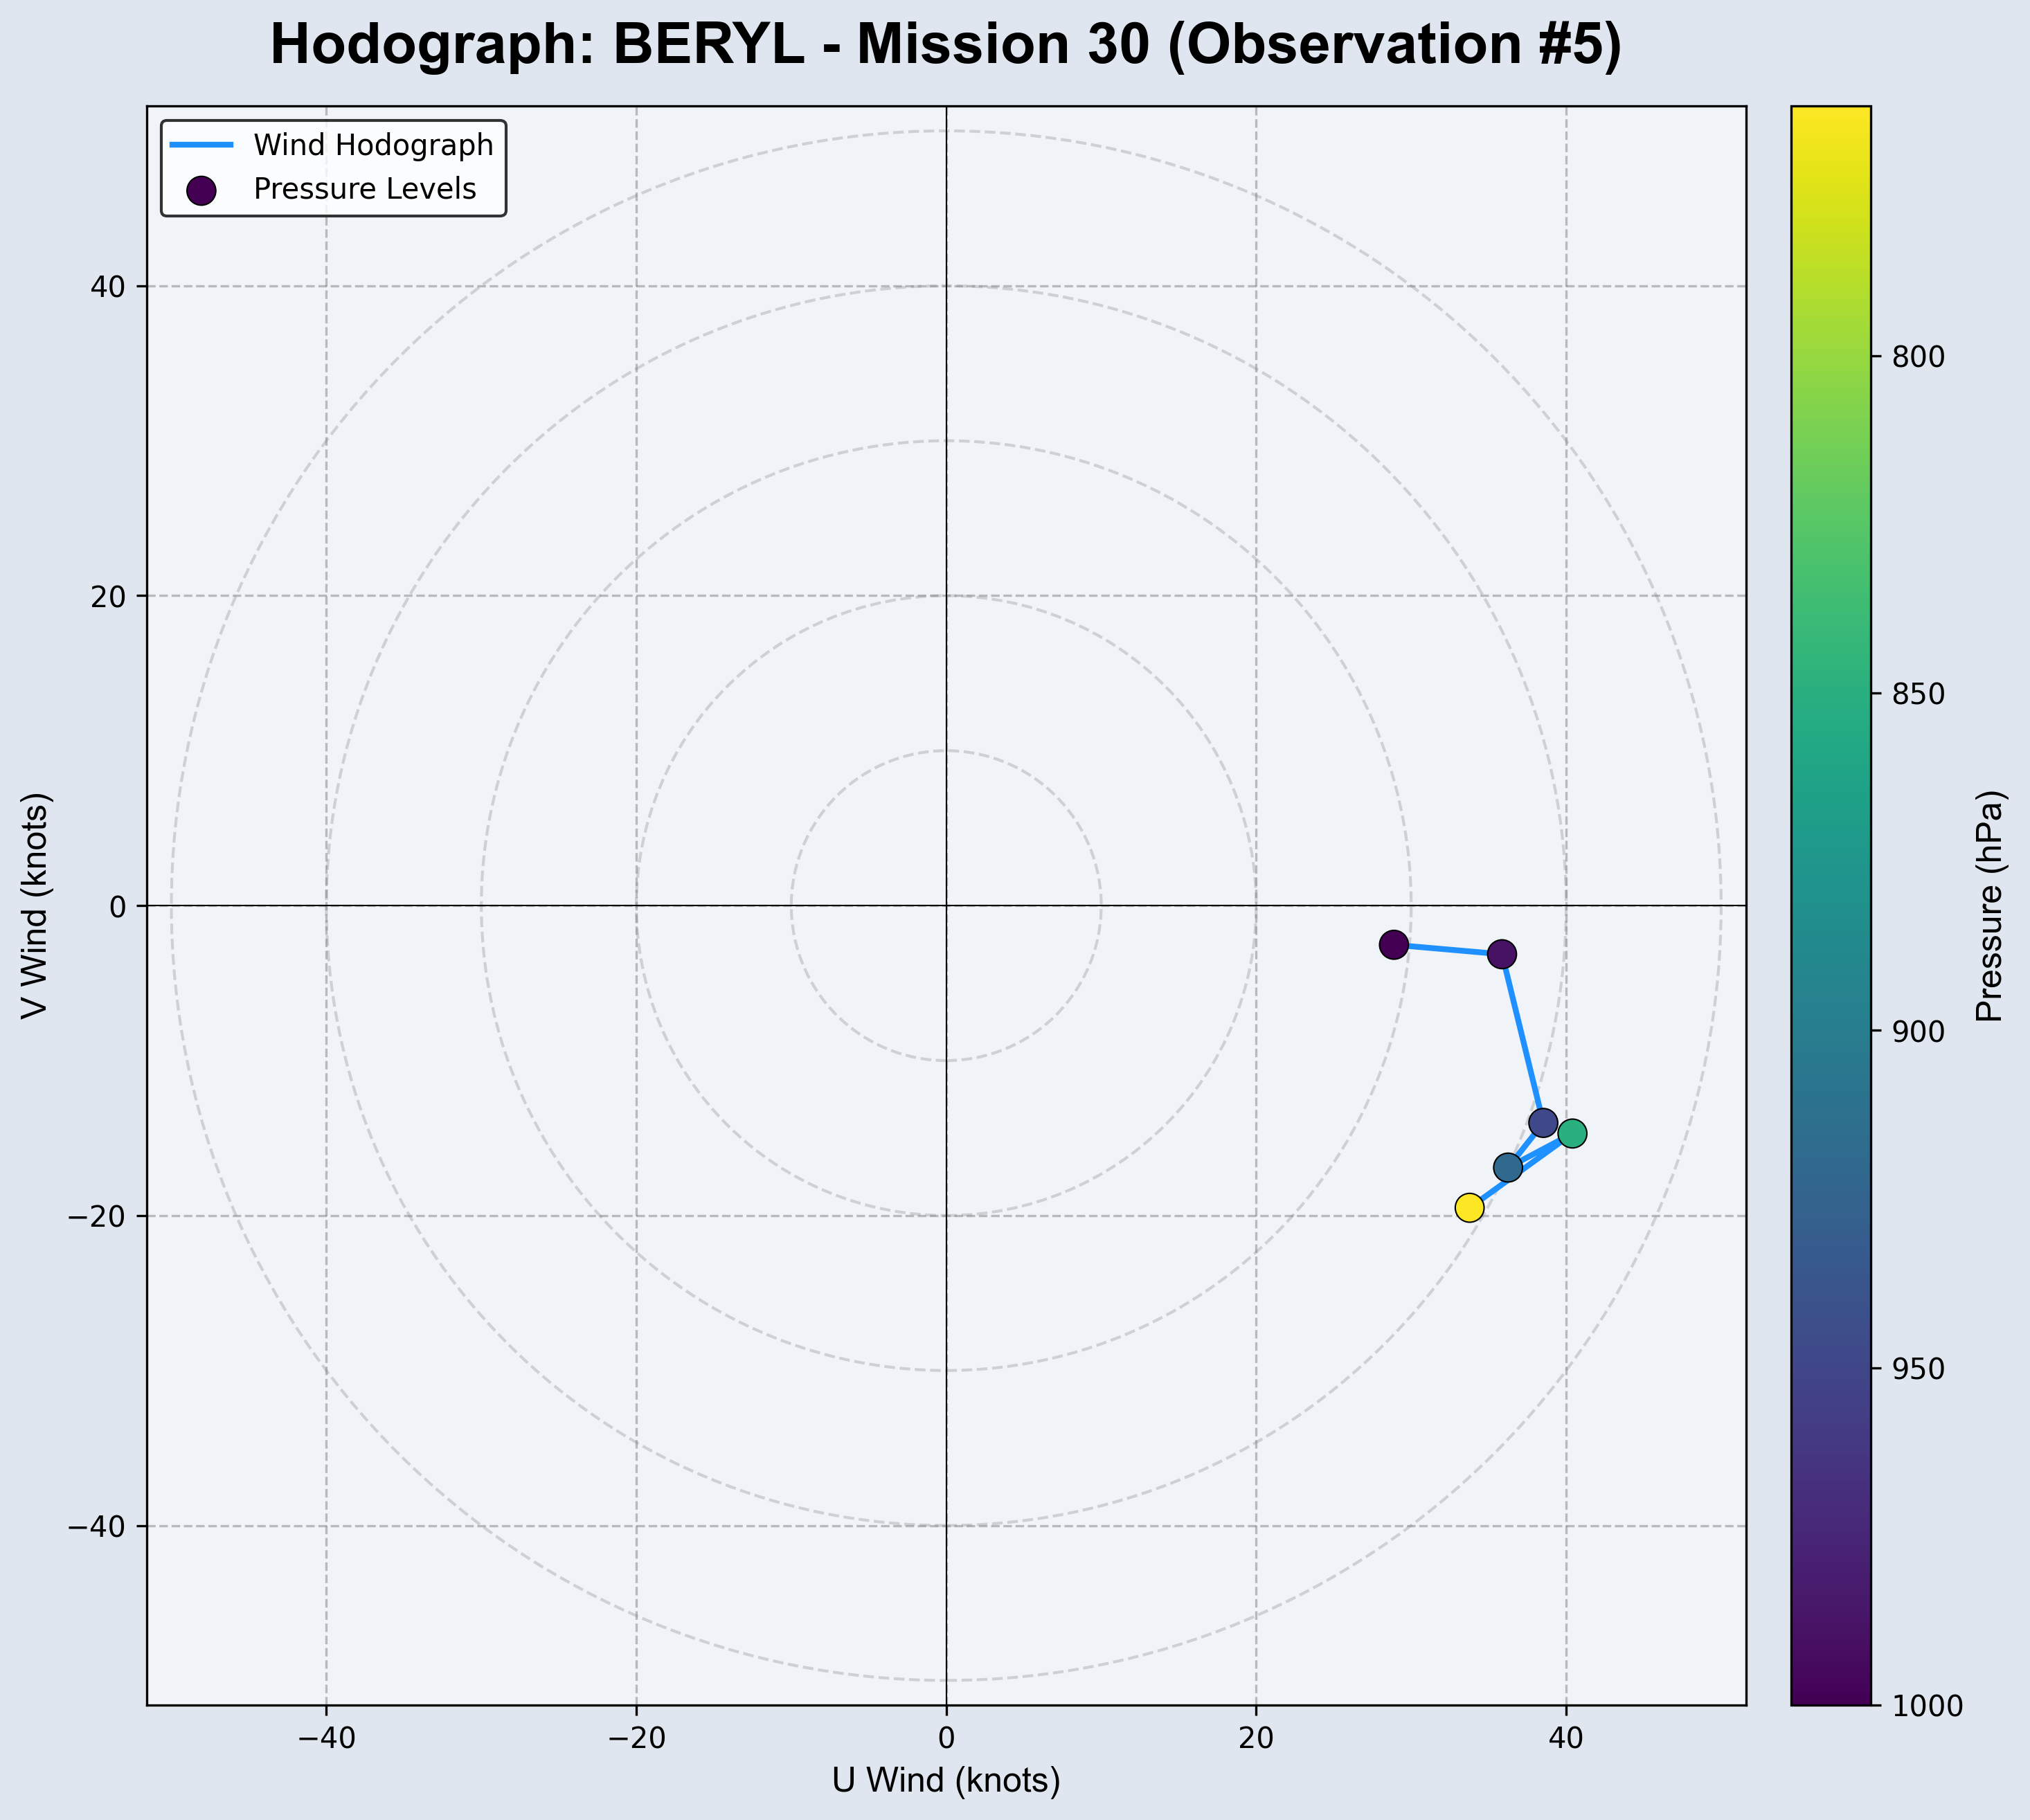 Hodograph: BERYL - Mission 30 (Observation #5)
Wind Hodograph
Pressure Levels
40
20
0
−20
−40
V Wind (knots)
−40
−20
0
20
40
U Wind (knots)
800
850
900
950
1000
Pressure (hPa)